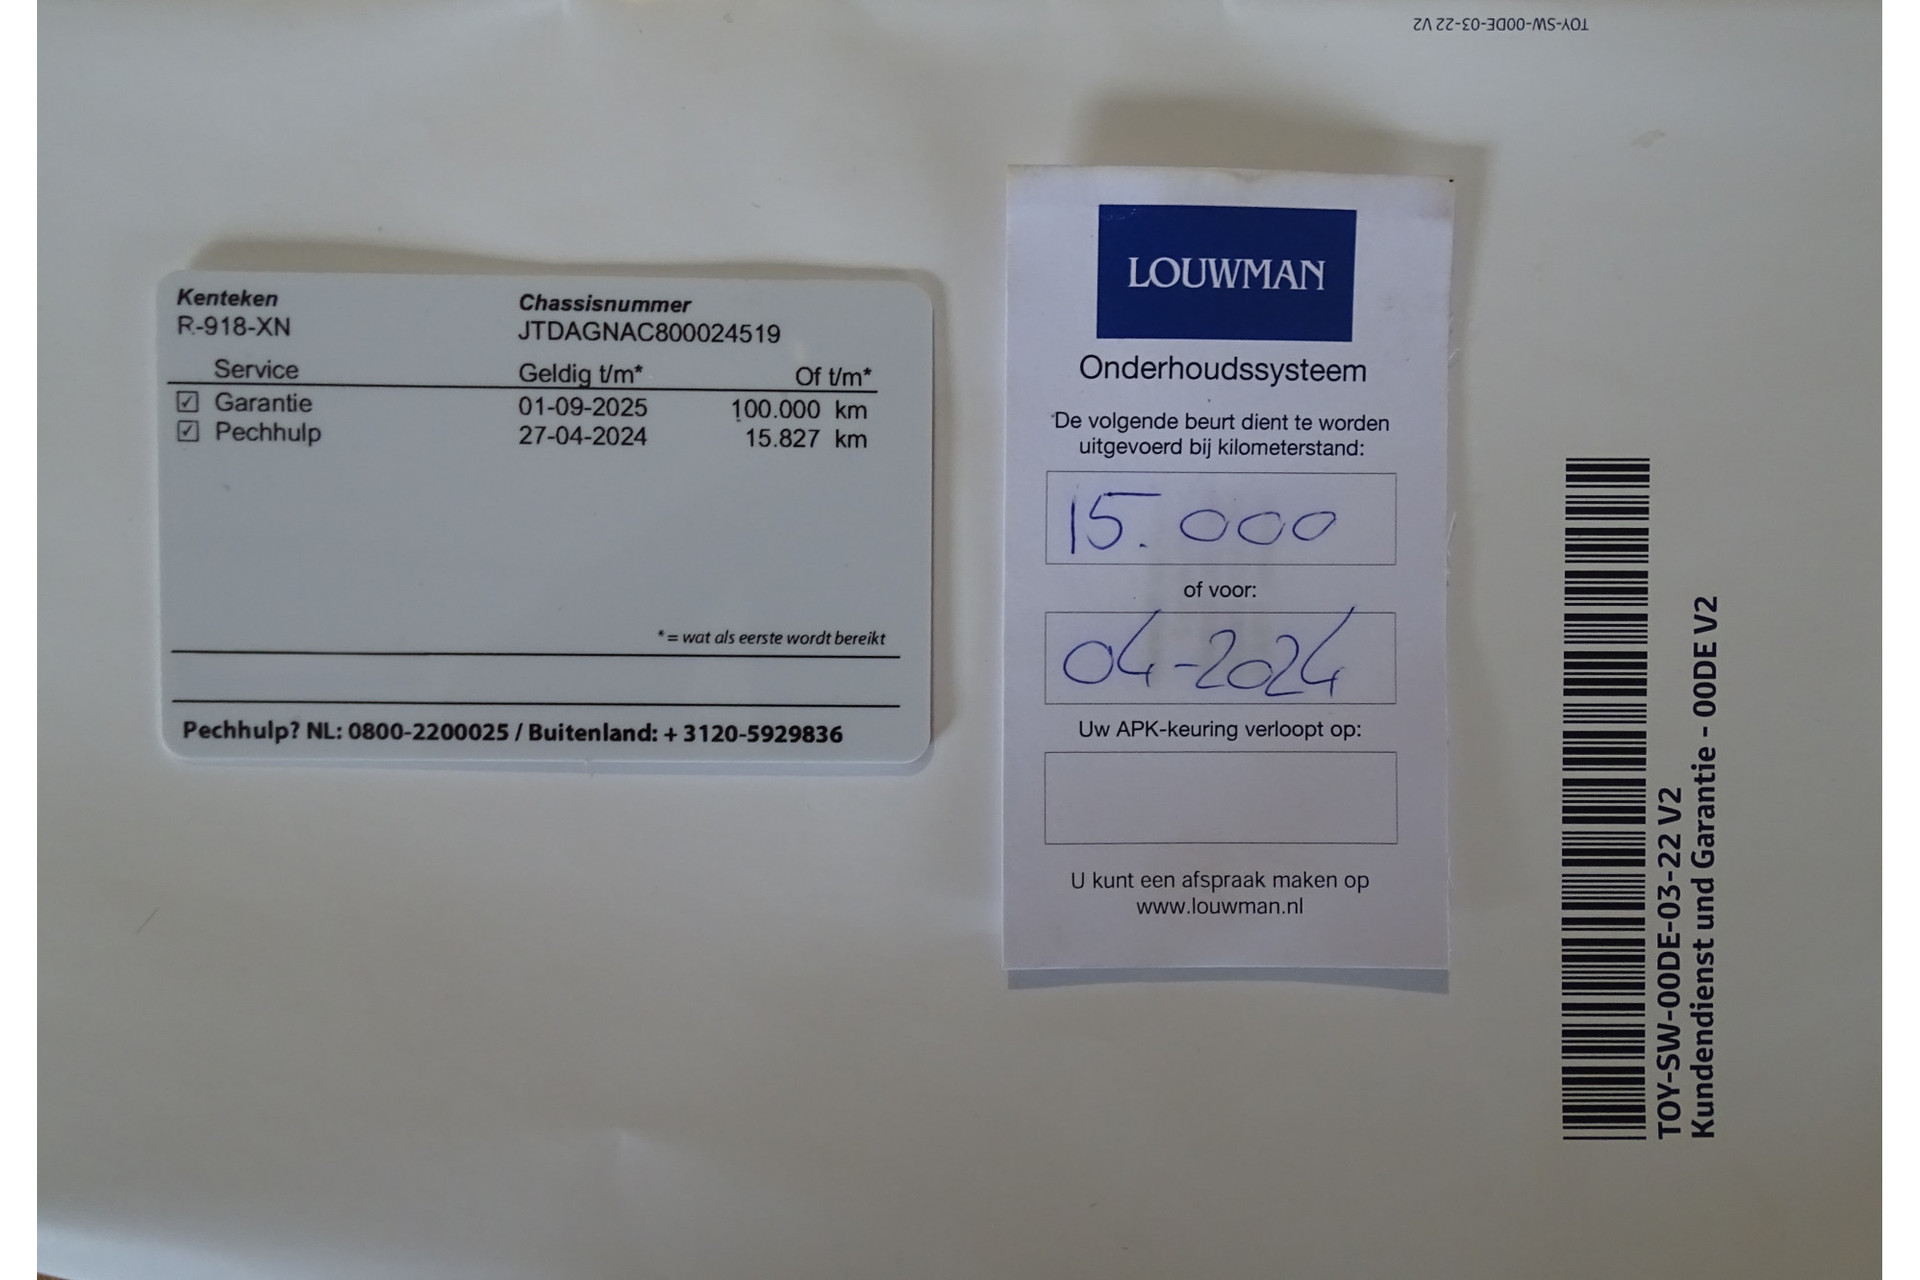 TOY-SW-00DE-03-22 V2
Kenteken Chassisnummer
R-918-XN JTDAGNAC800024519
Service Geldig t/m* Of t/m*
☑ Garantie 01-09-2025 100.000 km
☑ Pechhulp 27-04-2024 15.827 km
* = wat als eerste wordt bereikt
Pechhulp? NL: 0800-2200025 / Buitenland: + 3120-5929836
LOUWMAN
Onderhoudssysteem
De volgende beurt dient te worden
uitgevoerd bij kilometerstand:
15.000
of voor:
04-2024
Uw APK-keuring verloopt op:
U kunt een afspraak maken op
www.louwman.nl
TOY-SW-00DE-03-22 V2
Kundendienst und Garantie - 00DE V2